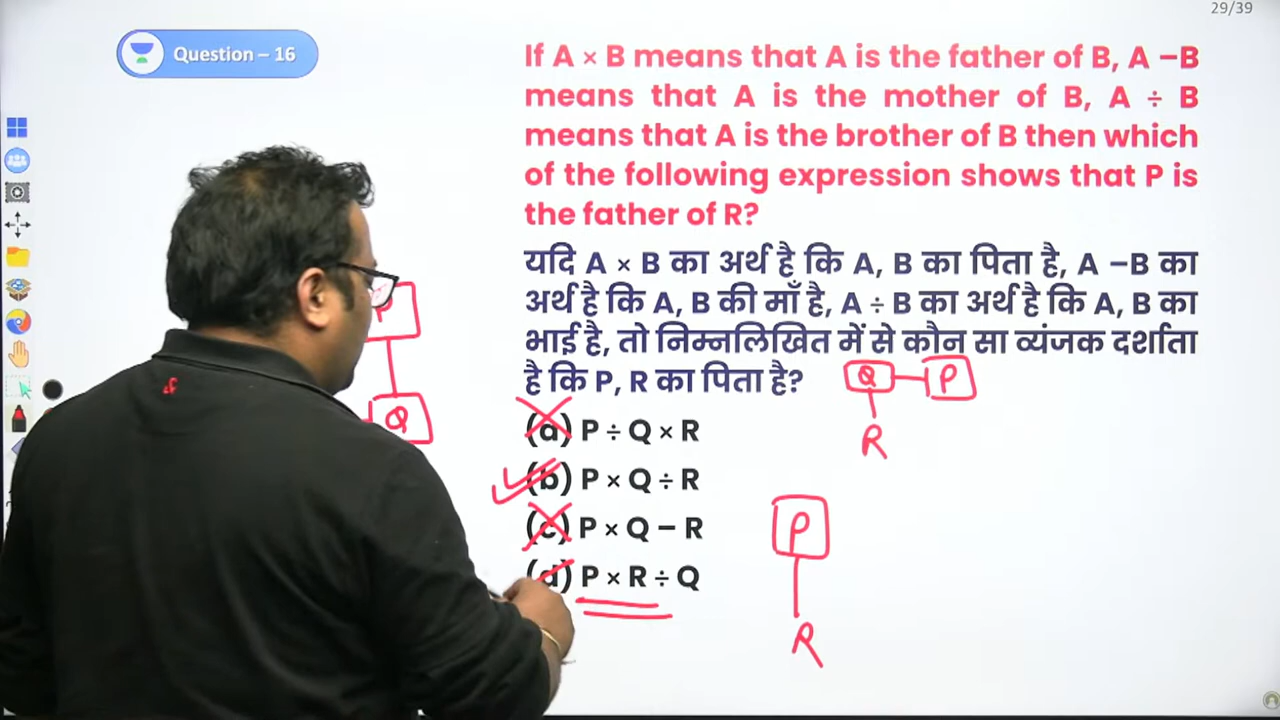 29/39
Question – 16
If A × B means that A is the father of B, A –B
means that A is the mother of B, A ÷ B
means that A is the brother of B then which
of the following expression shows that P is
the father of R?
यदि A × B का अर्थ है कि A, B का पिता है, A –B का
अर्थ है कि A, B की माँ है, A ÷ B का अर्थ है कि A, B का
भाई है, तो निम्नलिखित में से कौन सा व्यंजक दर्शाता
है कि P, R का पिता है?
Q P
R
(a) P ÷ Q × R
(b) P × Q ÷ R
(c) P × Q – R
(d) P × R ÷ Q
P
R
P
Q